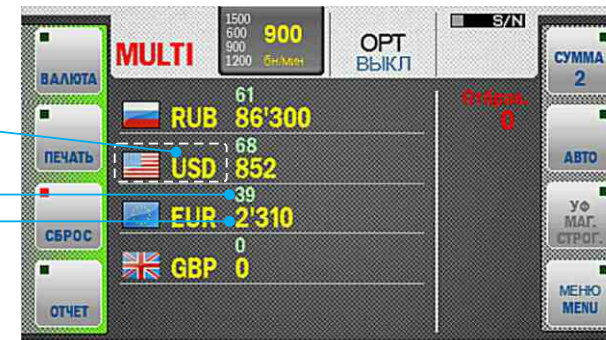 ВАЛЮТА
ПЕЧАТЬ
СБРОС
ОТЧЕТ
MULTI
1500
600
900
1200
900
бн/мин
ОРТ
ВЫКЛ
S/N
Отбрак.
0
61
RUB 86'300
68
USD 852
39
EUR 2'310
0
GBP 0
СУММА
2
АВТО
УФ
МАГ.
СТРОГ.
МЕНЮ
MENU